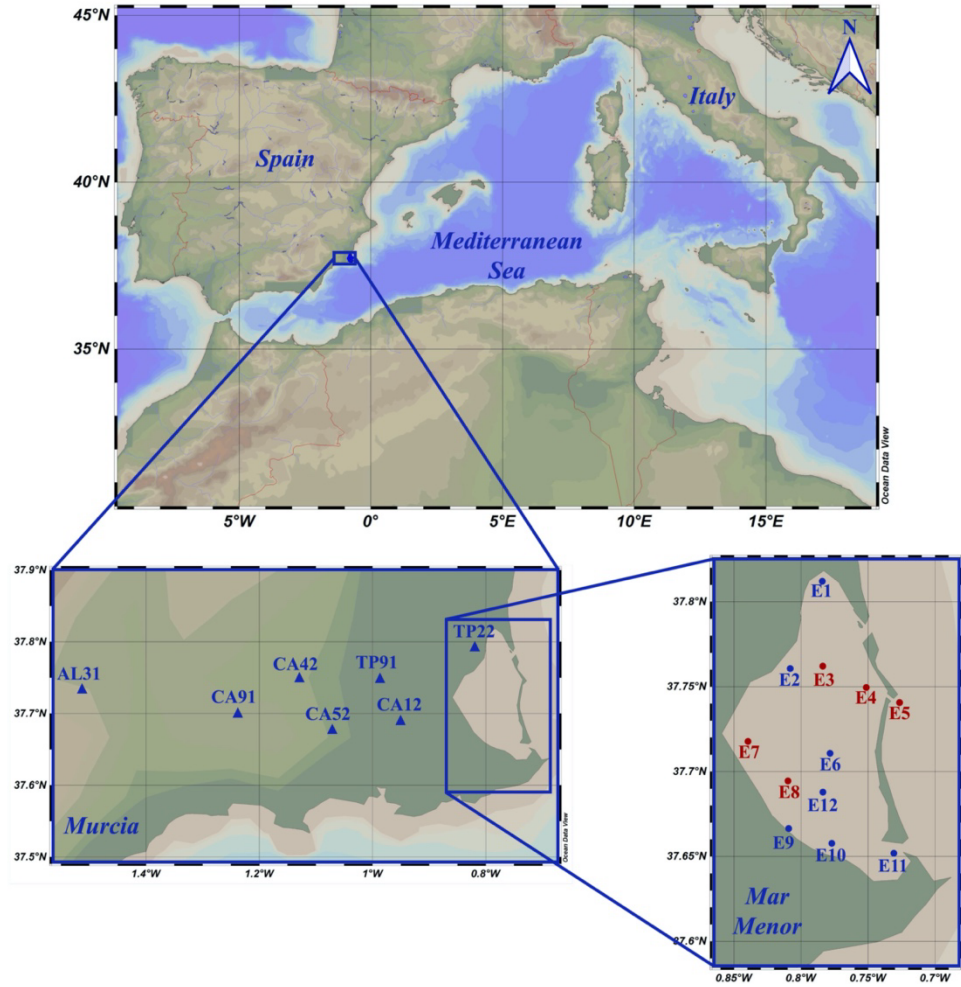 45°N
N
Italy
Spain
40°N
Mediterranean
Sea
35°N
Ocean Data View
5°W
0°
5°E
10°E
15°E
37.9°N
37.8°N
TP22
AL31
CA42
TP91
37.7°N
CA91
CA52
CA12
37.6°N
Murcia
37.5°N
Ocean Data View
1.4°W
1.2°W
1°W
0.8°W
37.8°N
E1
E2
E3
37.75°N
E4
E5
E7
E6
37.7°N
E8
E12
E9
E10
E11
37.65°N
Mar
Menor
37.6°N
0.85°W
0.8°W
0.75°W
0.7°W